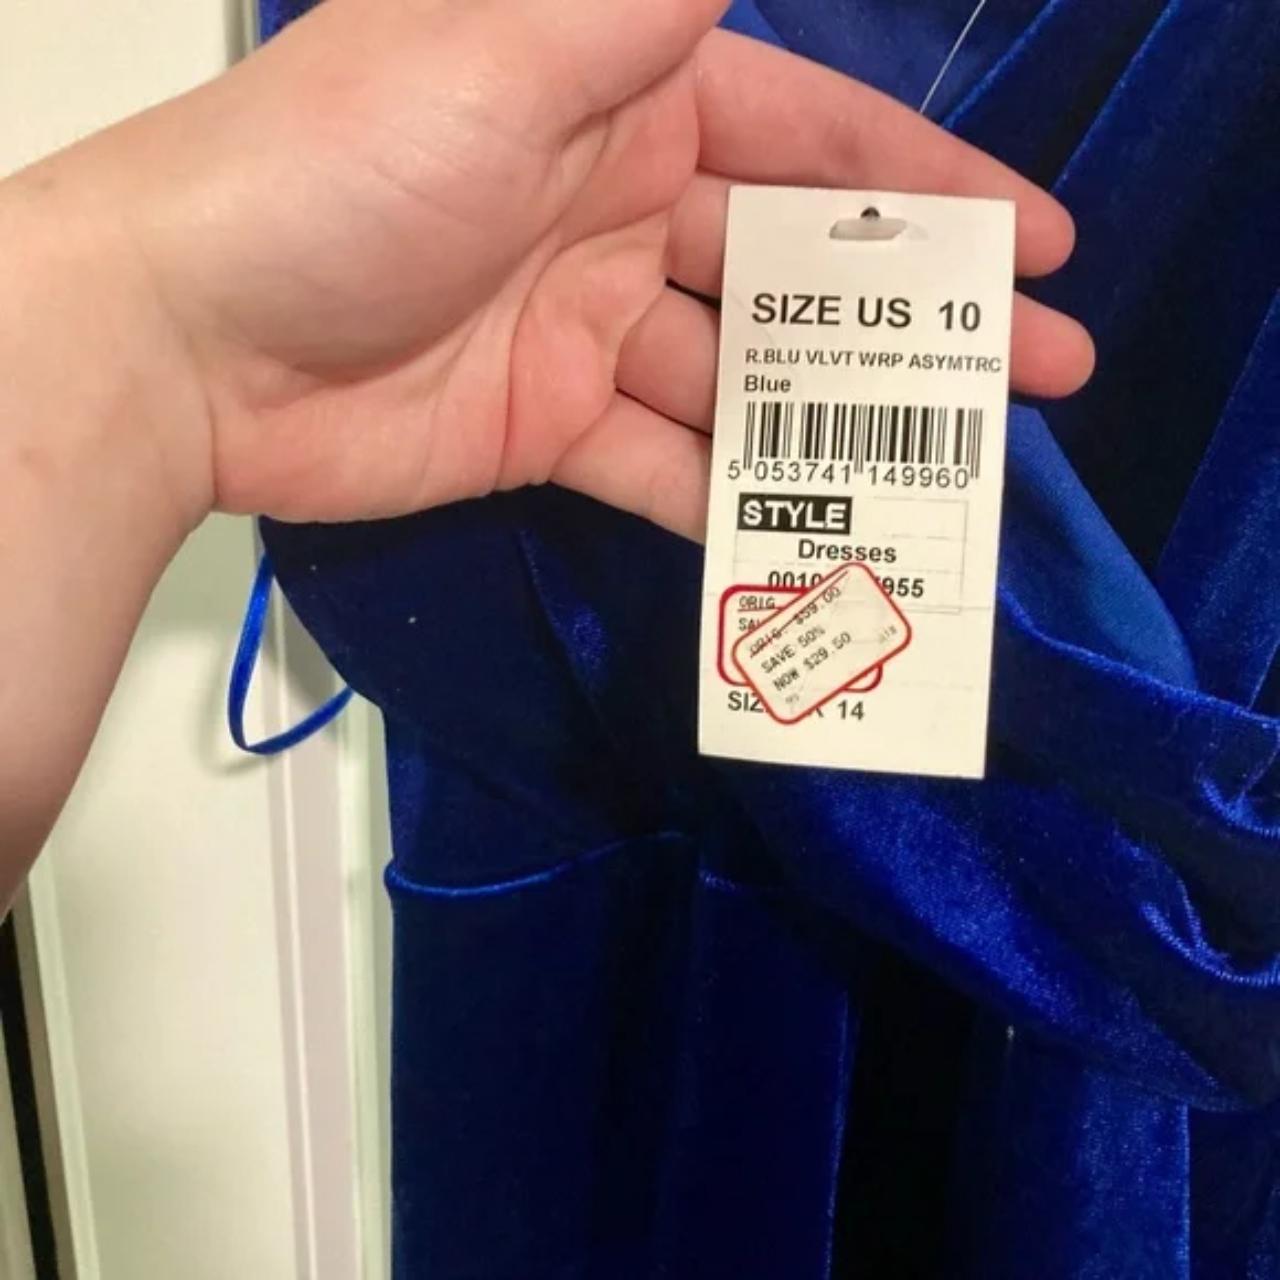 SIZE US 10
R.BLU VLVT WRP ASYMTRC
Blue
5 053741 149960
STYLE
Dresses
0010 955
ORIG
ORIG. $59.00
SAVE 50%
NOW $29.50
14